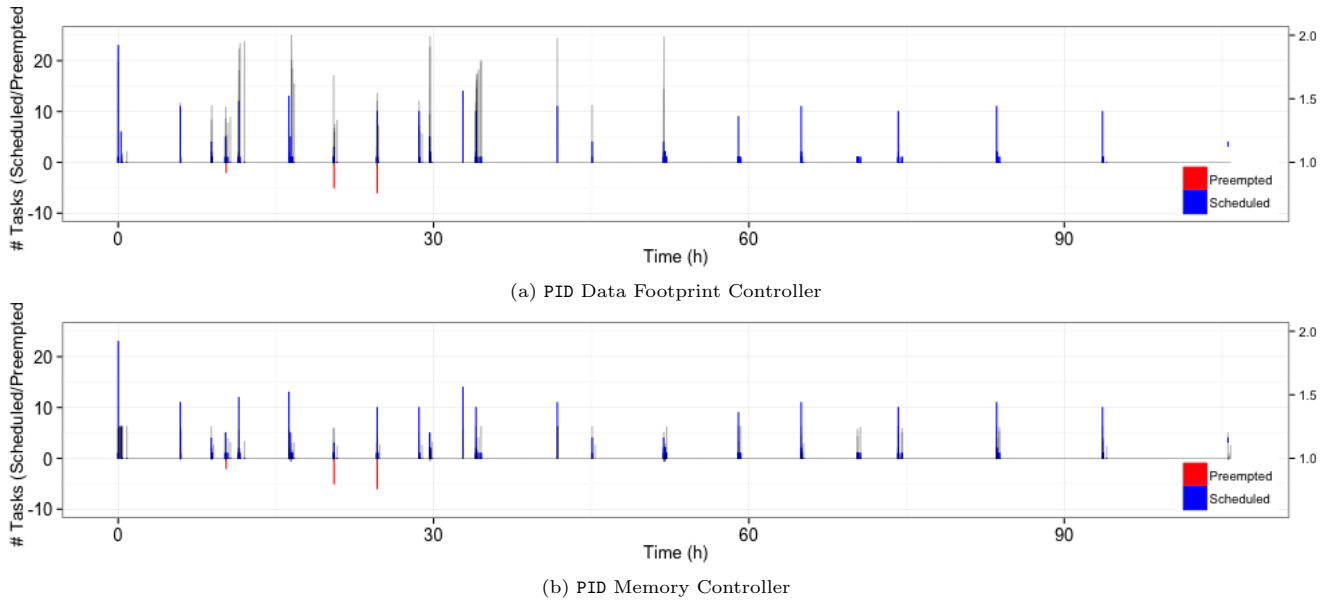 # Tasks (Scheduled/Preempted
20
10
0
-10
2.0
1.5
1.0
Preempted
Scheduled
0
30
60
90
Time (h)
(a) PID Data Footprint Controller
# Tasks (Scheduled/Preempted
20
10
0
-10
2.0
1.5
1.0
Preempted
Scheduled
0
30
60
90
Time (h)
(b) PID Memory Controller